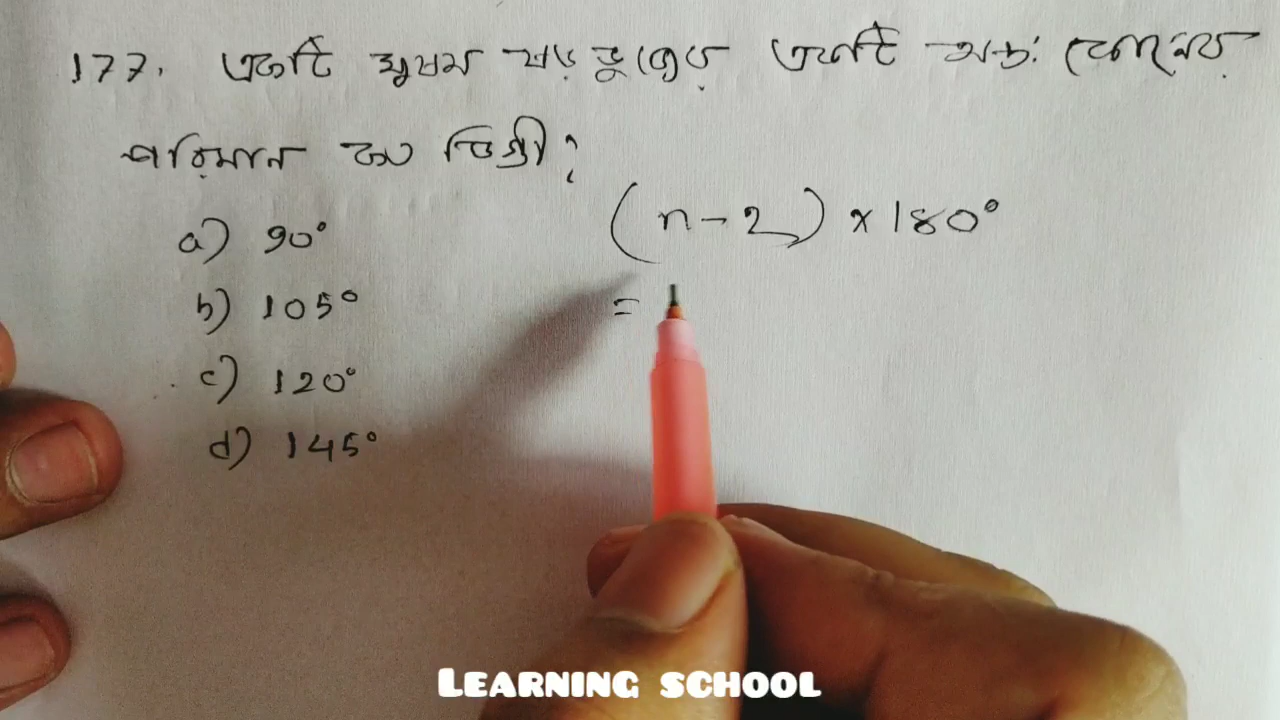 177. একটি সুষম ষড়ভুজের একটি অন্ত: কোনের
পরিমান কত ডিগ্রী?
a) 90°
b) 105°
c) 120°
d) 145°
(n-2) × 180°
=
LEARNING SCHOOL